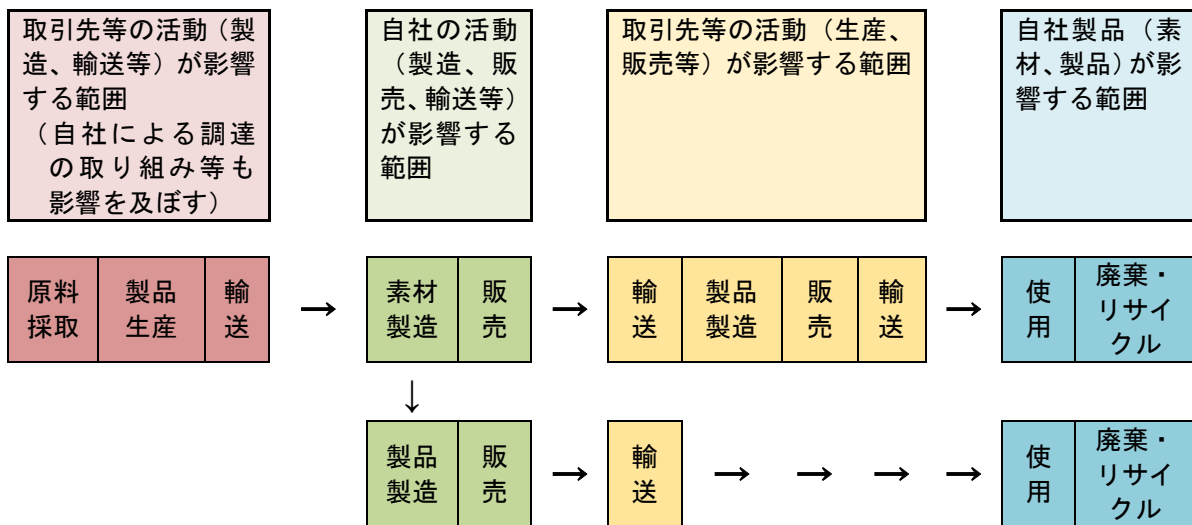 取引先等の活動（製
造、輸送等）が影響
する範囲
（自社による調達
の取り組み等も
影響を及ぼす）
自社の活動
（製造、販
売、輸送等）
が影響する
範囲
取引先等の活動（生産、
販売等）が影響する範囲
自社製品（素
材、製品）が影
響する範囲
原料
採取
製品
生産
輸
送
→
素材
製造
販
売
→
輸
送
製品
製造
販
売
輸
送
→
使
用
廃棄・
リサイ
クル
↓
製品
製造
販
売
→
輸
送
→ → → →
使
用
廃棄・
リサイ
クル